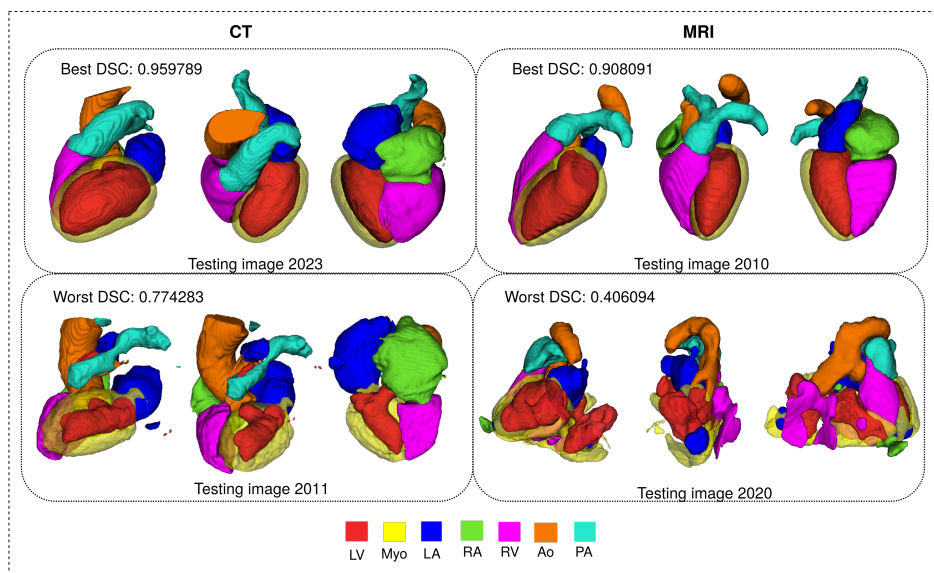 CT
MRI
Best DSC: 0.959789
Best DSC: 0.908091
Testing image 2023
Testing image 2010
Worst DSC: 0.774283
Worst DSC: 0.406094
Testing image 2011
Testing image 2020
LV
Myo
LA
RA
RV
Ao
PA